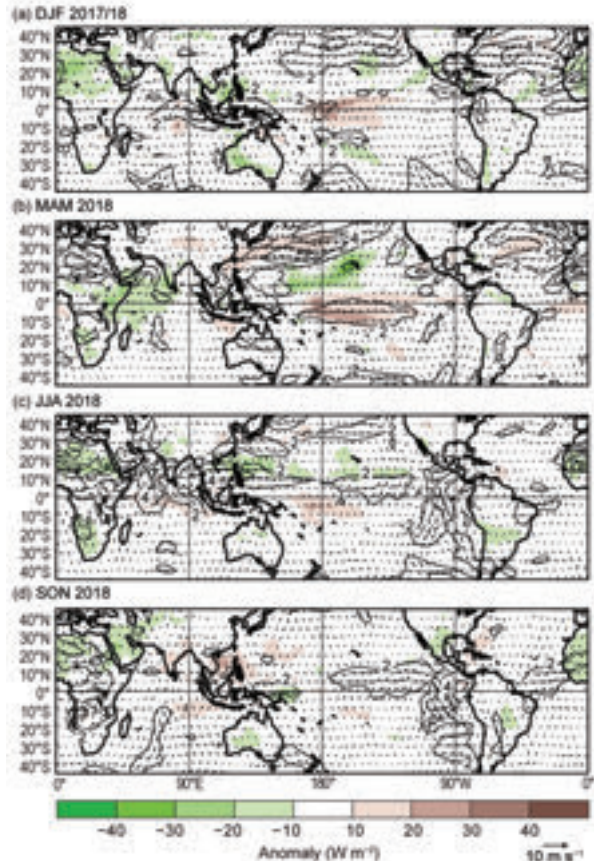 (a) DJF 2017/18
40°N
30°N
20°N
10°N
0°
10°S
20°S
30°S
40°S
(b) MAM 2018
40°N
30°N
20°N
10°N
0°
10°S
20°S
30°S
40°S
(c) JJA 2018
40°N
30°N
20°N
10°N
0°
10°S
20°S
30°S
40°S
(d) SON 2018
40°N
30°N
20°N
10°N
0°
10°S
20°S
30°S
40°S
0° 90°E 180° 90°W 0°
−40 −30 −20 −10 10 20 30 40
Anomaly (W m⁻²)
10 m s⁻¹